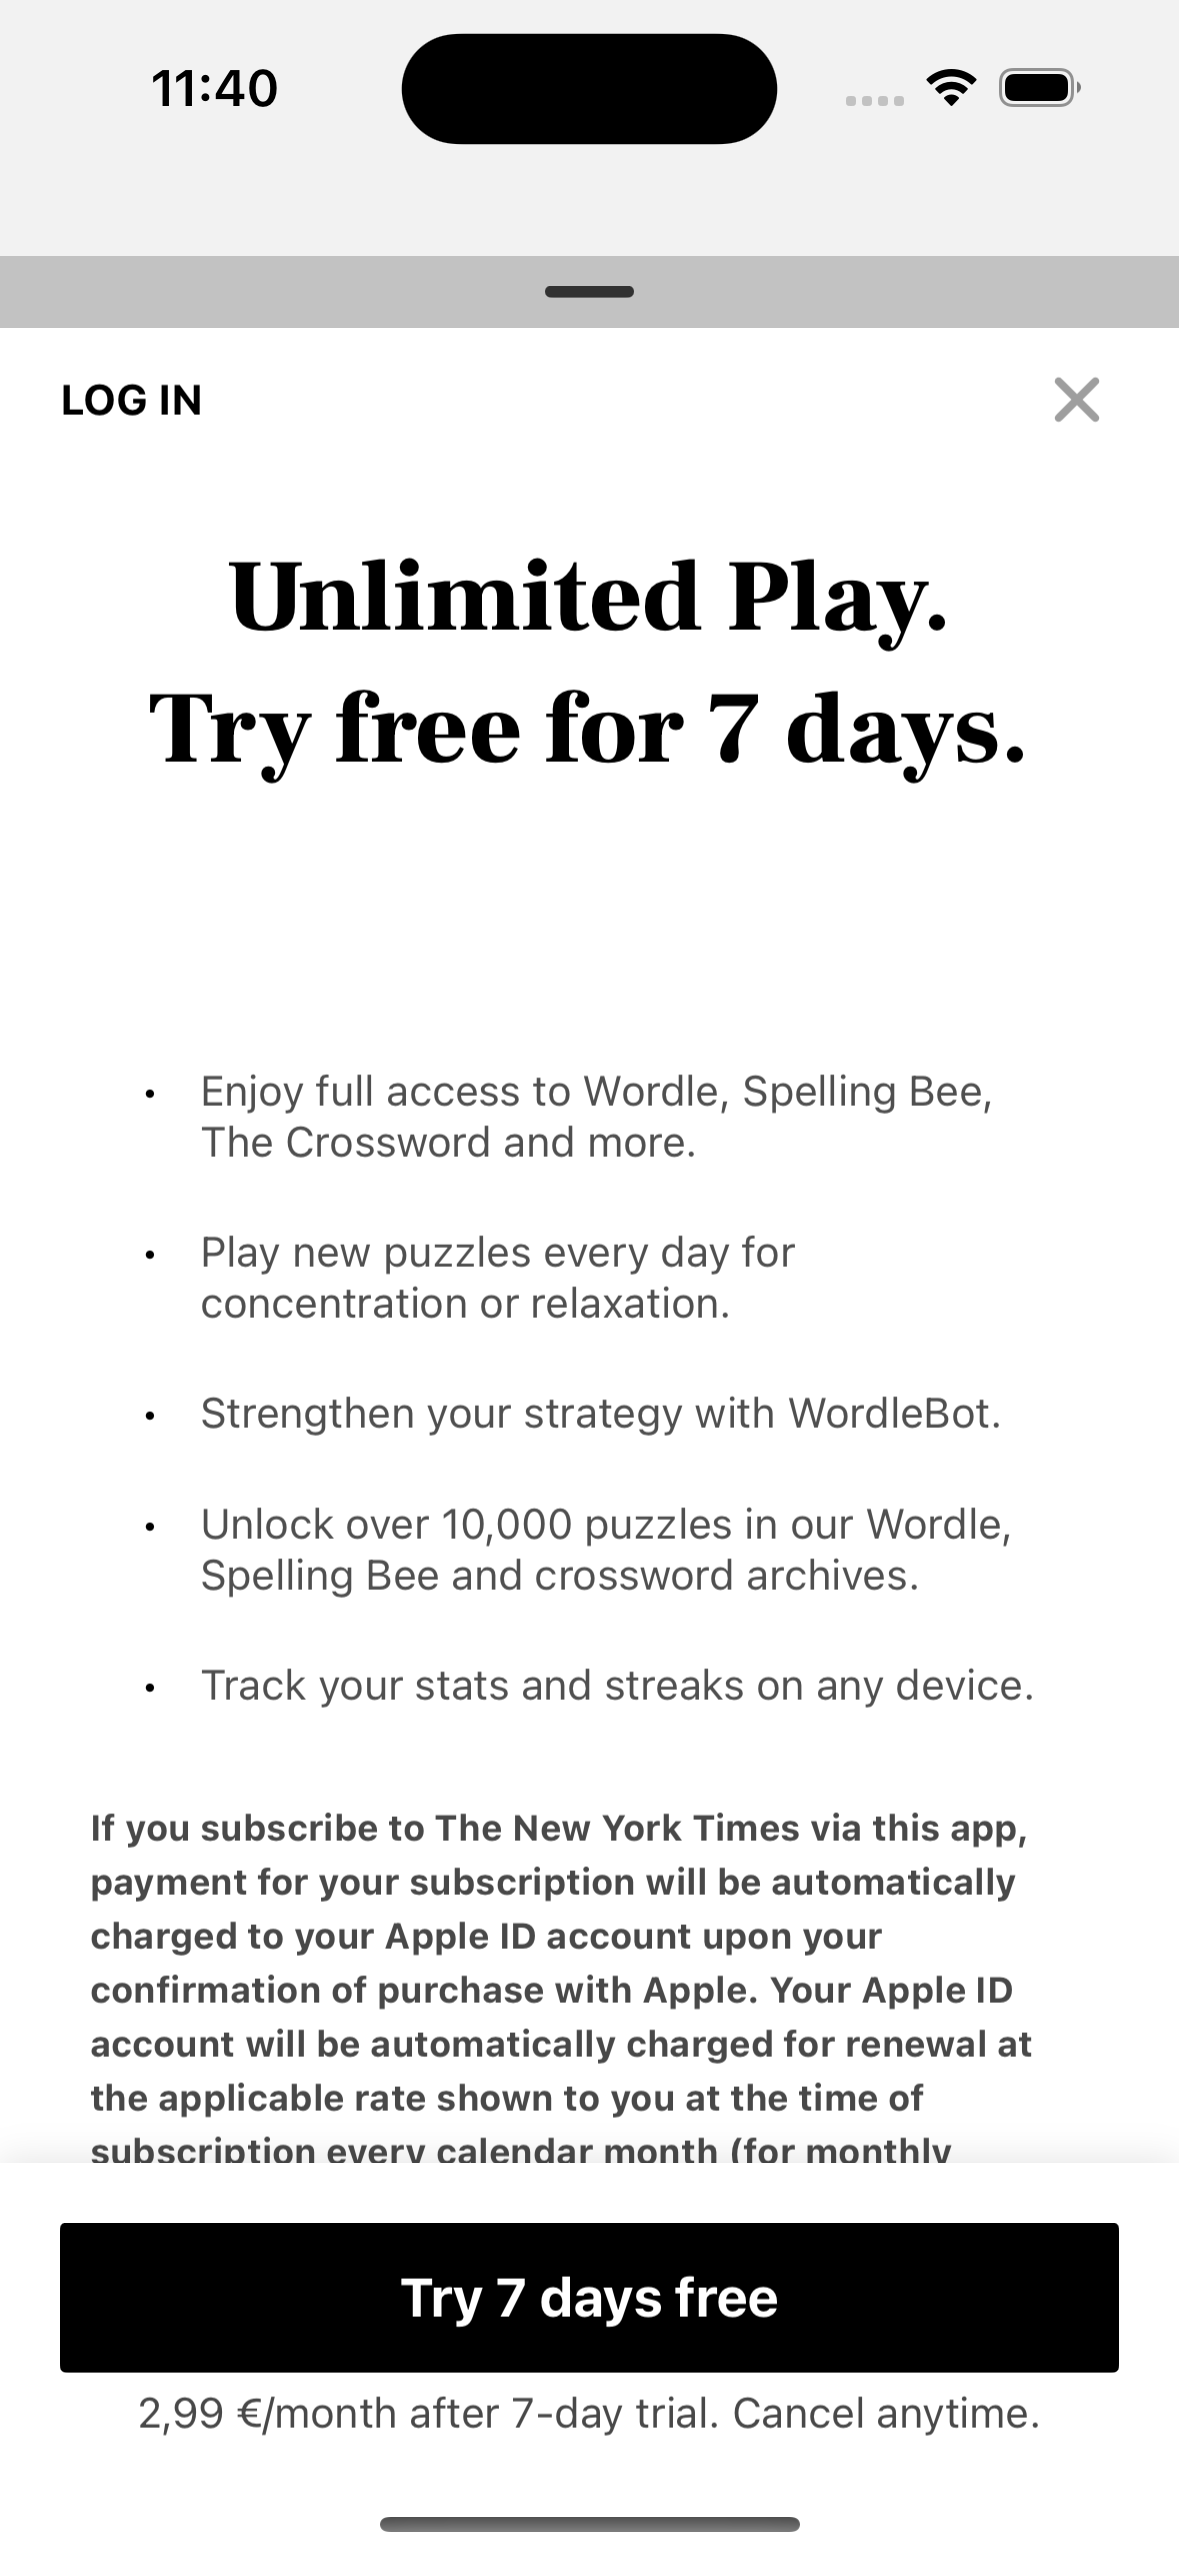 11:40
LOG IN
Unlimited Play.
Try free for 7 days.
• Enjoy full access to Wordle, Spelling Bee,
The Crossword and more.
• Play new puzzles every day for
concentration or relaxation.
• Strengthen your strategy with WordleBot.
• Unlock over 10,000 puzzles in our Wordle,
Spelling Bee and crossword archives.
• Track your stats and streaks on any device.
If you subscribe to The New York Times via this app,
payment for your subscription will be automatically
charged to your Apple ID account upon your
confirmation of purchase with Apple. Your Apple ID
account will be automatically charged for renewal at
the applicable rate shown to you at the time of
subscription every calendar month (for monthly
Try 7 days free
2,99 €/month after 7-day trial. Cancel anytime.